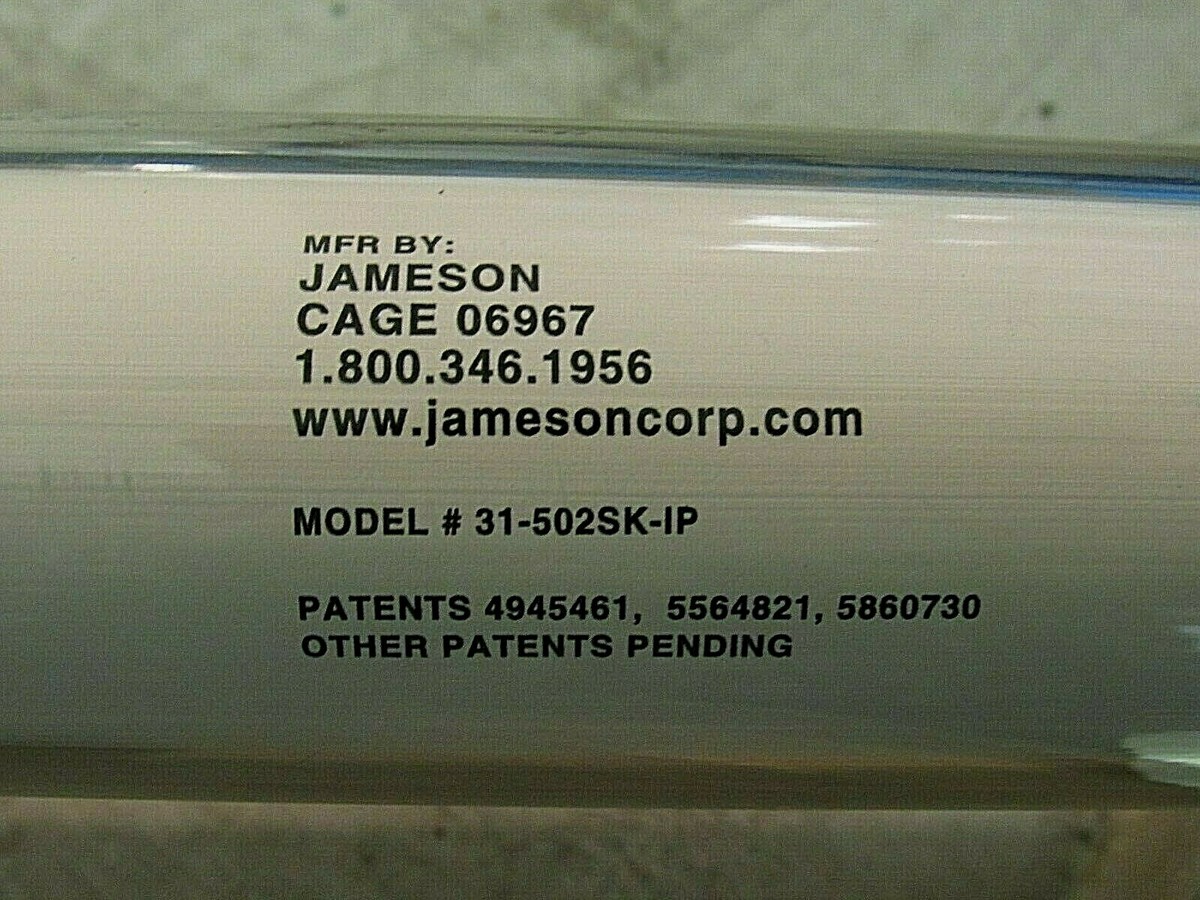 MFR BY:
JAMESON
CAGE 06967
1.800.346.1956
www.jamesoncorp.com
MODEL # 31-502SK-IP
PATENTS 4945461, 5564821, 5860730
OTHER PATENTS PENDING